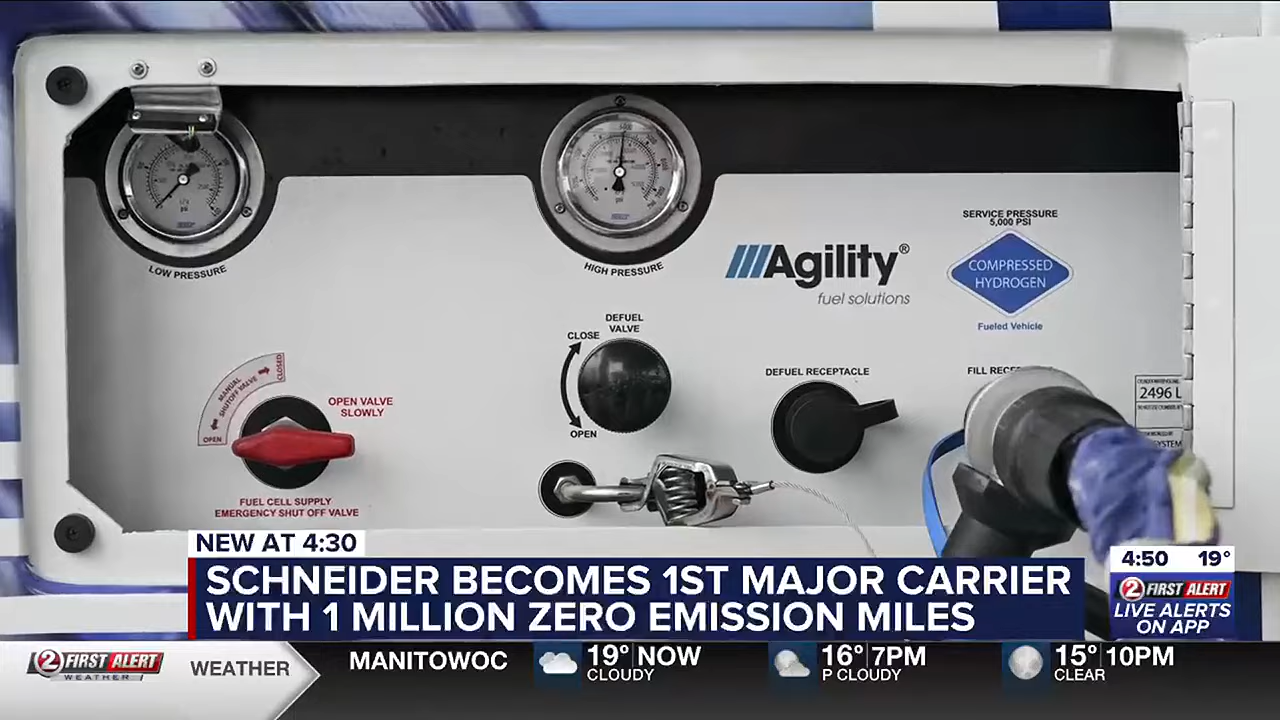 psi
LOW PRESSURE
HIGH PRESSURE
Agility®
fuel solutions
SERVICE PRESSURE
5,000 PSI
COMPRESSED
HYDROGEN
Fueled Vehicle
DEFUEL
VALVE
CLOSE
OPEN
DEFUEL RECEPTACLE
FILL RECE
2496 L
SYSTEM
MANUAL
SHUTOFF VALVE
CLOSED
OPEN
OPEN VALVE
SLOWLY
FUEL CELL SUPPLY
EMERGENCY SHUT OFF VALVE
NEW AT 4:30
SCHNEIDER BECOMES 1ST MAJOR CARRIER
WITH 1 MILLION ZERO EMISSION MILES
4:50 19°
2 FIRST ALERT
LIVE ALERTS
ON APP
2 FIRST ALERT
WEATHER
WEATHER
MANITOWOC
19° NOW
CLOUDY
16° 7PM
P CLOUDY
15° 10PM
CLEAR